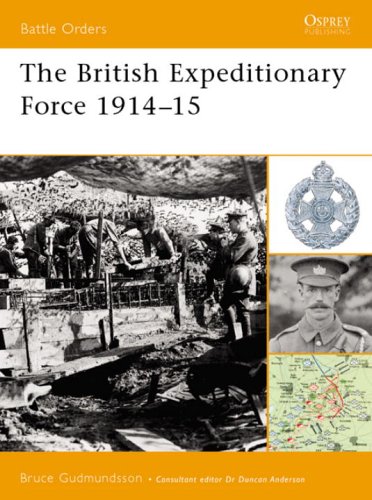 Battle Orders
OSPREY
PUBLISHING
The British Expeditionary
Force 1914–15
Bruce Gudmundsson • Consultant editor Dr Duncan Anderson